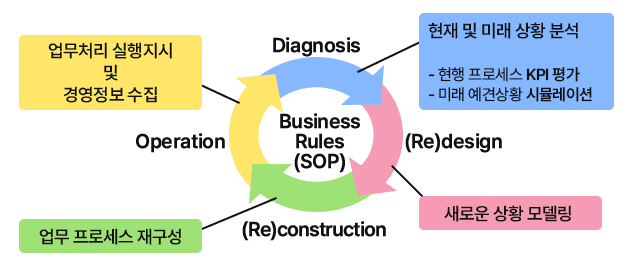 업무처리 실행지시
및
경영정보 수집
Diagnosis
현재 및 미래 상황 분석
- 현행 프로세스 KPI 평가
- 미래 예견상황 시뮬레이션
Operation
Business
Rules
(SOP)
(Re)design
업무 프로세스 재구성
(Re)construction
새로운 상황 모델링